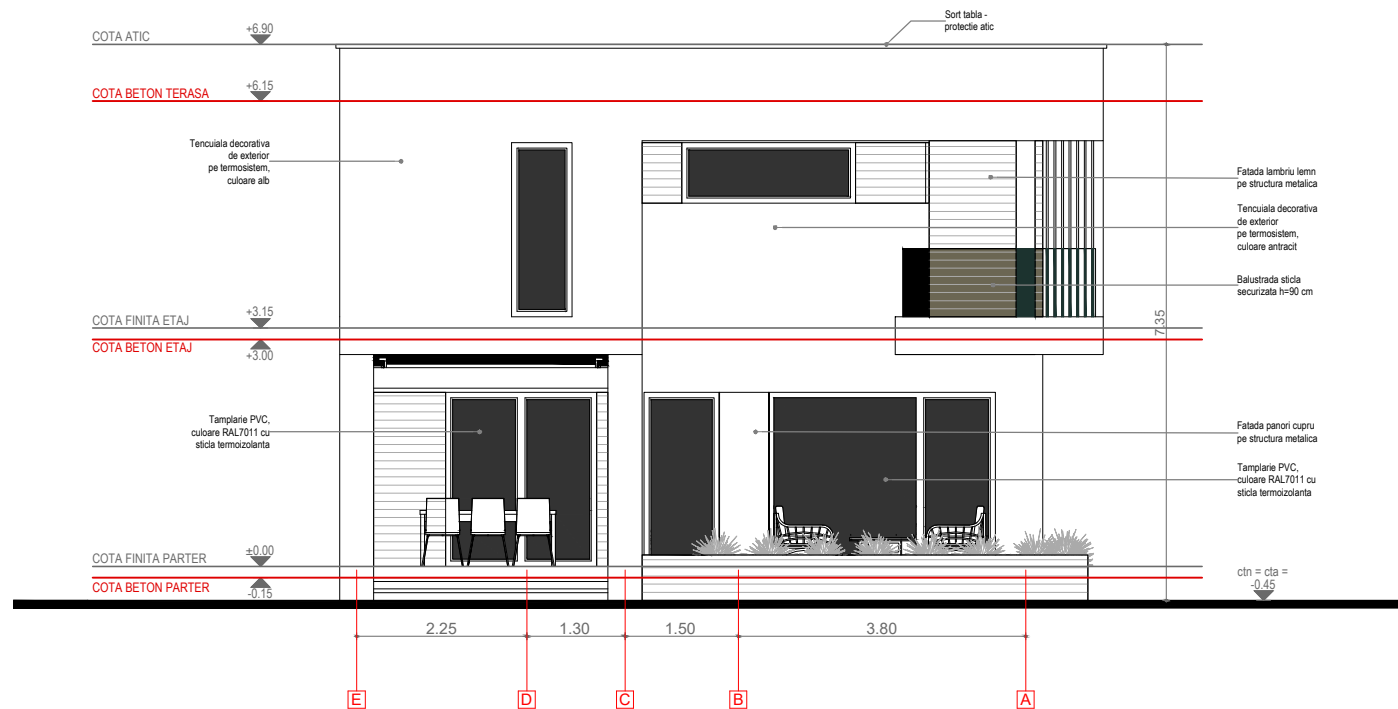 Sort tabla -
protectie atic
COTA ATIC
+6.90
COTA BETON TERASA
+6.15
Tencuiala decorativa
de exterior
pe termosistem,
culoare alb
Fatada lambriu lemn
pe structura metalica
Tencuiala decorativa
de exterior
pe termosistem,
culoare antracit
Balustrada sticla
securizata h=90 cm
COTA FINITA ETAJ
+3.15
COTA BETON ETAJ
+3.00
7.35
Tamplarie PVC,
culoare RAL7011 cu
sticla termoizolanta
Fatada panori cupru
pe structura metalica
Tamplarie PVC,
culoare RAL7011 cu
sticla termoizolanta
COTA FINITA PARTER
±0.00
COTA BETON PARTER
-0.15
ctn = cta =
-0.45
2.25 1.30 1.50 3.80
E D C B A